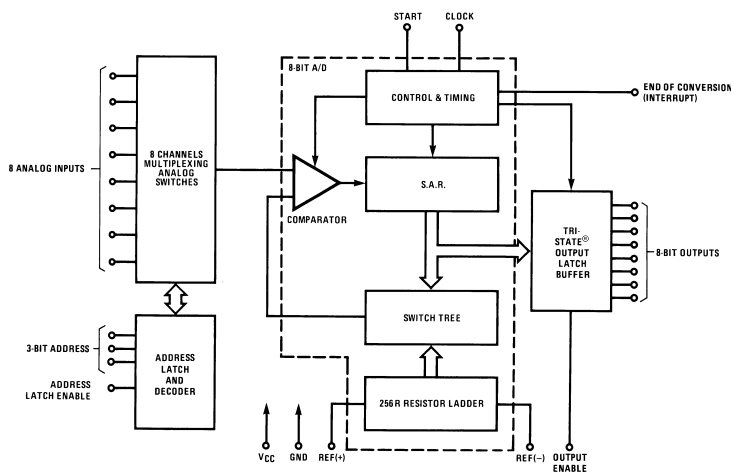 START
CLOCK
8-BIT A/D
CONTROL & TIMING
END OF CONVERSION
(INTERRUPT)
8 ANALOG INPUTS
8 CHANNELS
MULTIPLEXING
ANALOG
SWITCHES
COMPARATOR
S.A.R.
TRI-
STATE®
OUTPUT
LATCH
BUFFER
8-BIT OUTPUTS
SWITCH TREE
3-BIT ADDRESS
ADDRESS
LATCH ENABLE
ADDRESS
LATCH
AND
DECODER
256R RESISTOR LADDER
VCC
GND
REF(+)
REF(−)
OUTPUT
ENABLE